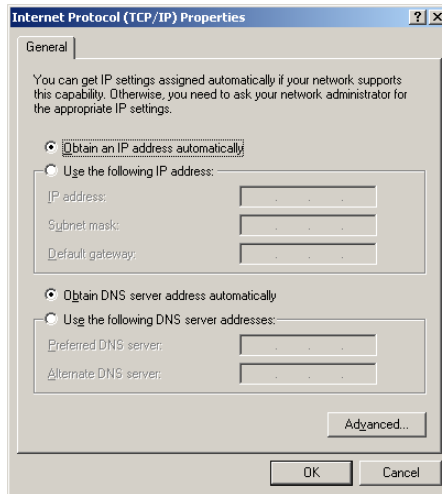 Internet Protocol (TCP/IP) Properties
General
You can get IP settings assigned automatically if your network supports
this capability. Otherwise, you need to ask your network administrator for
the appropriate IP settings.
Obtain an IP address automatically
Use the following IP address:
IP address:
Subnet mask:
Default gateway:
Obtain DNS server address automatically
Use the following DNS server addresses:
Preferred DNS server:
Alternate DNS server:
Advanced...
OK Cancel